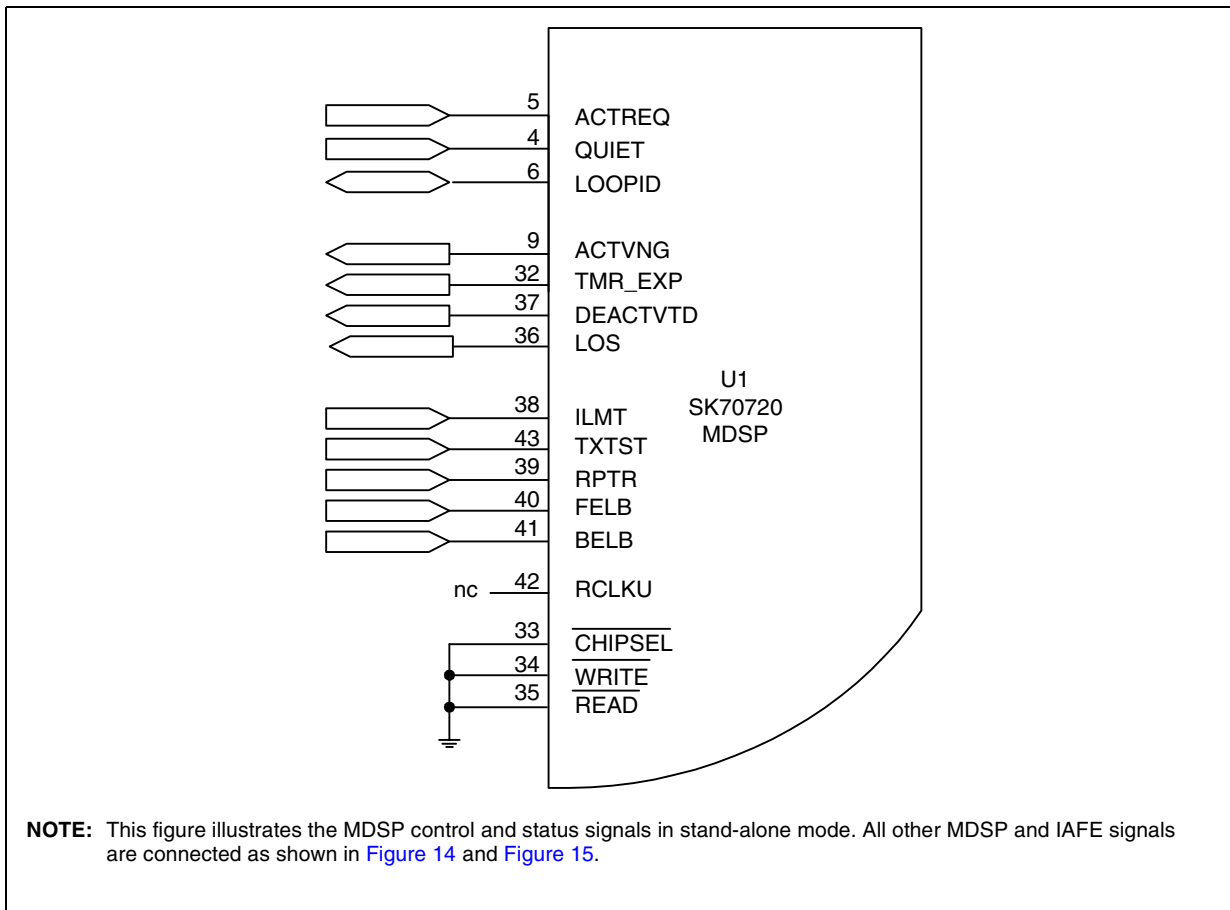 5 ACTREQ
4 QUIET
6 LOOPID
9 ACTVNG
32 TMR_EXP
37 DEACTVTD
36 LOS
U1
SK70720
MDSP
38 ILMT
43 TXTST
39 RPTR
40 FELB
41 BELB
nc 42 RCLKU
33 CHIPSEL
34 WRITE
35 READ
NOTE: This figure illustrates the MDSP control and status signals in stand-alone mode. All other MDSP and IAFE signals
are connected as shown in Figure 14 and Figure 15.